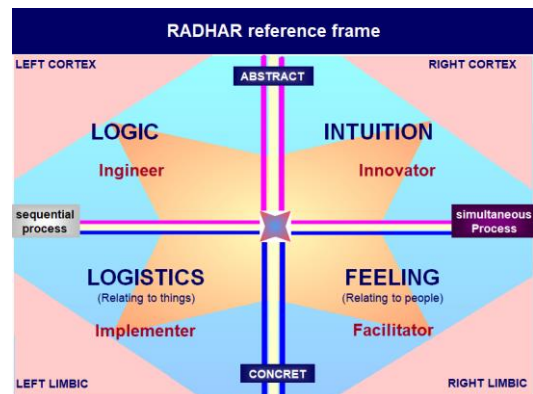 RADHAR reference frame
LEFT CORTEX
RIGHT CORTEX
ABSTRACT
LOGIC
INTUITION
Ingineer
Innovator
sequential
process
simultaneous
Process
LOGISTICS
FEELING
(Relating to things)
(Relating to people)
Implementer
Facilitator
CONCRET
LEFT LIMBIC
RIGHT LIMBIC